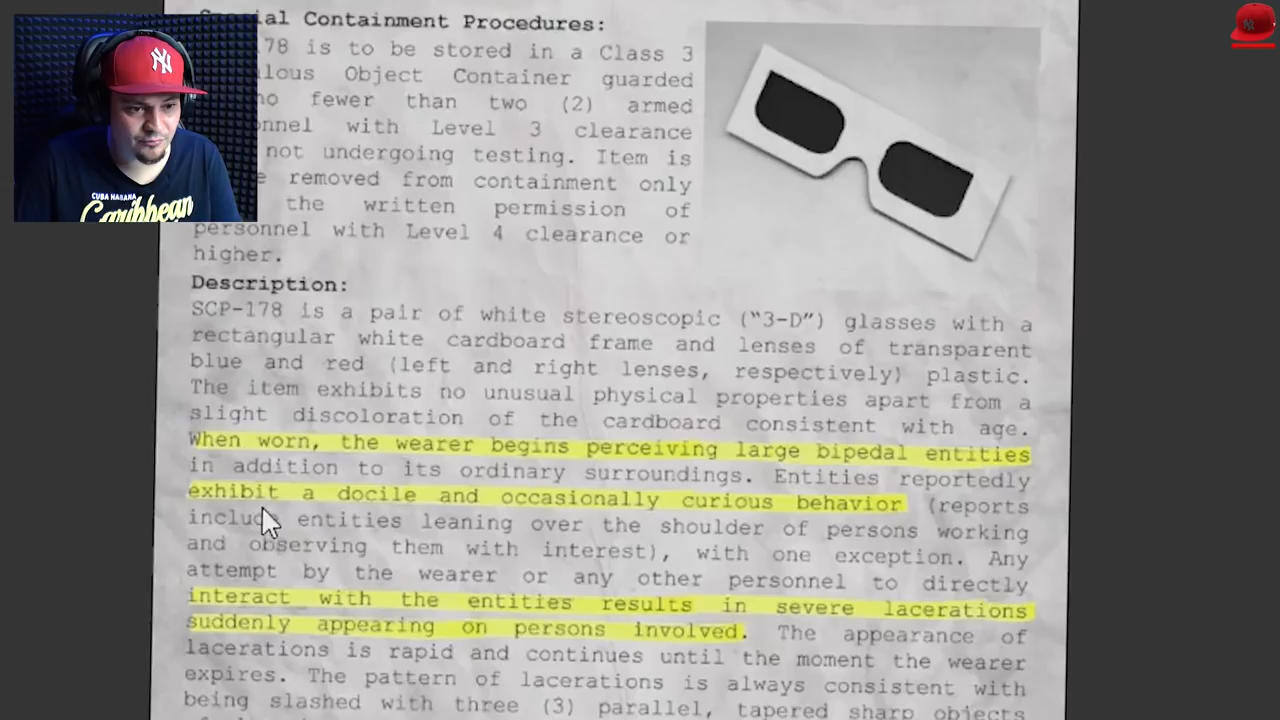 Special Containment Procedures:
78 is to be stored in a Class 3
lous Object Container guarded
no fewer than two (2) armed
onnel with Level 3 clearance
not undergoing testing. Item is
e removed from containment only
the written permission of
personnel with Level 4 clearance or
higher.
Description:
SCP-178 is a pair of white stereoscopic ("3-D") glasses with a
rectangular white cardboard frame and lenses of transparent
blue and red (left and right lenses, respectively) plastic.
The item exhibits no unusual physical properties apart from a
slight discoloration of the cardboard consistent with age.
When worn, the wearer begins perceiving large bipedal entities
in addition to its ordinary surroundings. Entities reportedly
exhibit a docile and occasionally curious behavior (reports
include entities leaning over the shoulder of persons working
and observing them with interest), with one exception. Any
attempt by the wearer or any other personnel to directly
interact with the entities results in severe lacerations
suddenly appearing on persons involved. The appearance of
lacerations is rapid and continues until the moment the wearer
expires. The pattern of lacerations is always consistent with
being slashed with three (3) parallel, tapered sharp objects
CUBA HABANA
Caribbean
NY